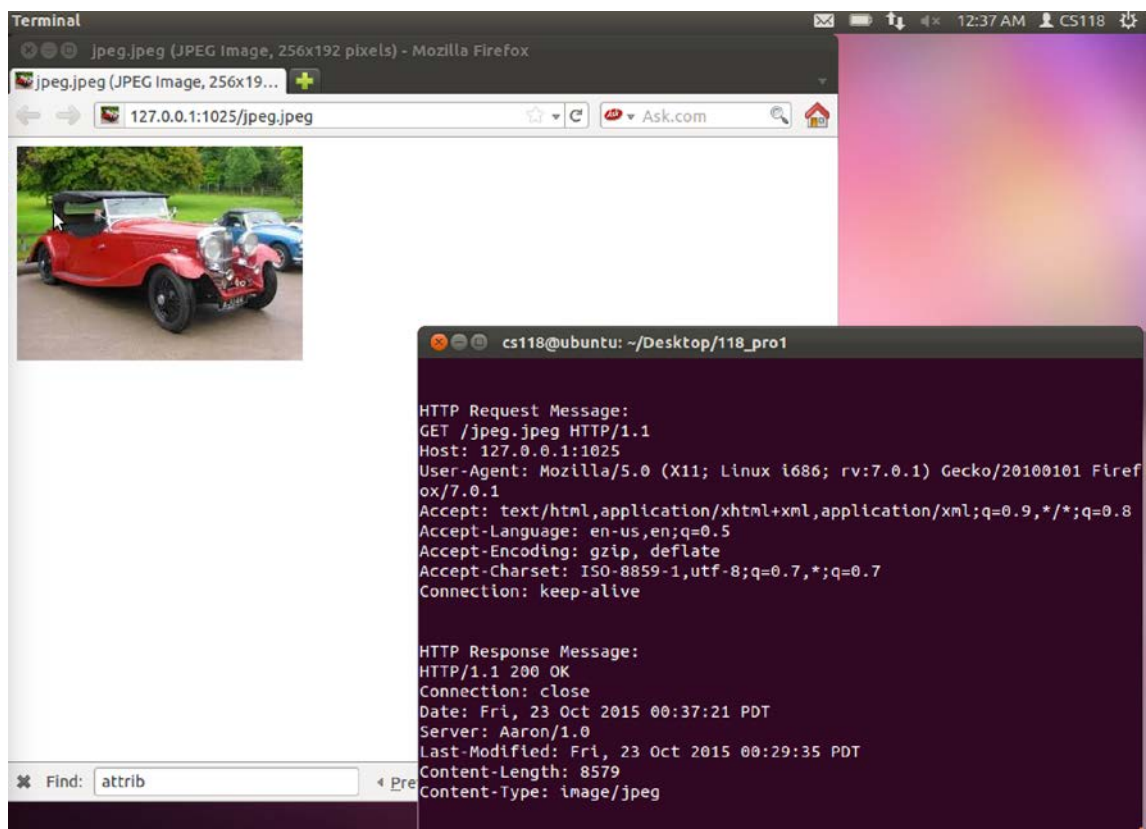 Terminal
12:37 AM CS118
jpeg.jpeg (JPEG Image, 256x192 pixels) - Mozilla Firefox
jpeg.jpeg (JPEG Image, 256x19...
127.0.0.1:1025/jpeg.jpeg
Ask.com
cs118@ubuntu: ~/Desktop/118_pro1
HTTP Request Message:
GET /jpeg.jpeg HTTP/1.1
Host: 127.0.0.1:1025
User-Agent: Mozilla/5.0 (X11; Linux i686; rv:7.0.1) Gecko/20100101 Firef
ox/7.0.1
Accept: text/html,application/xhtml+xml,application/xml;q=0.9,*/*;q=0.8
Accept-Language: en-us,en;q=0.5
Accept-Encoding: gzip, deflate
Accept-Charset: ISO-8859-1,utf-8;q=0.7,*;q=0.7
Connection: keep-alive
HTTP Response Message:
HTTP/1.1 200 OK
Connection: close
Date: Fri, 23 Oct 2015 00:37:21 PDT
Server: Aaron/1.0
Last-Modified: Fri, 23 Oct 2015 00:29:35 PDT
Content-Length: 8579
Content-Type: image/jpeg
Find: attrib
Pre